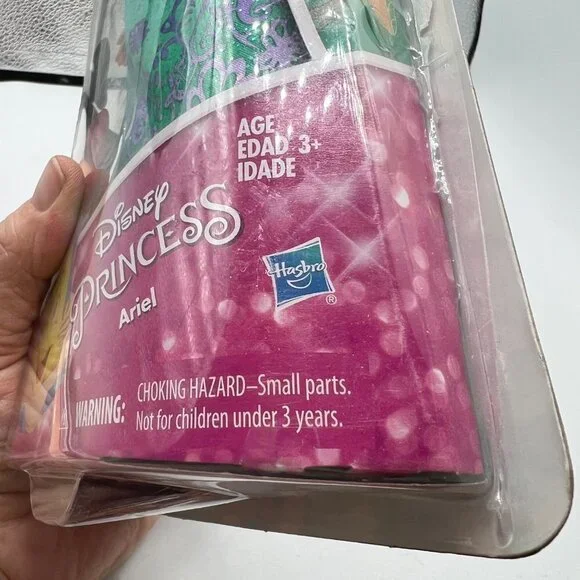 AGE
EDAD 3+
IDADE
Disney
PRINCESS
Ariel
Hasbro
®
WARNING: CHOKING HAZARD–Small parts.
Not for children under 3 years.